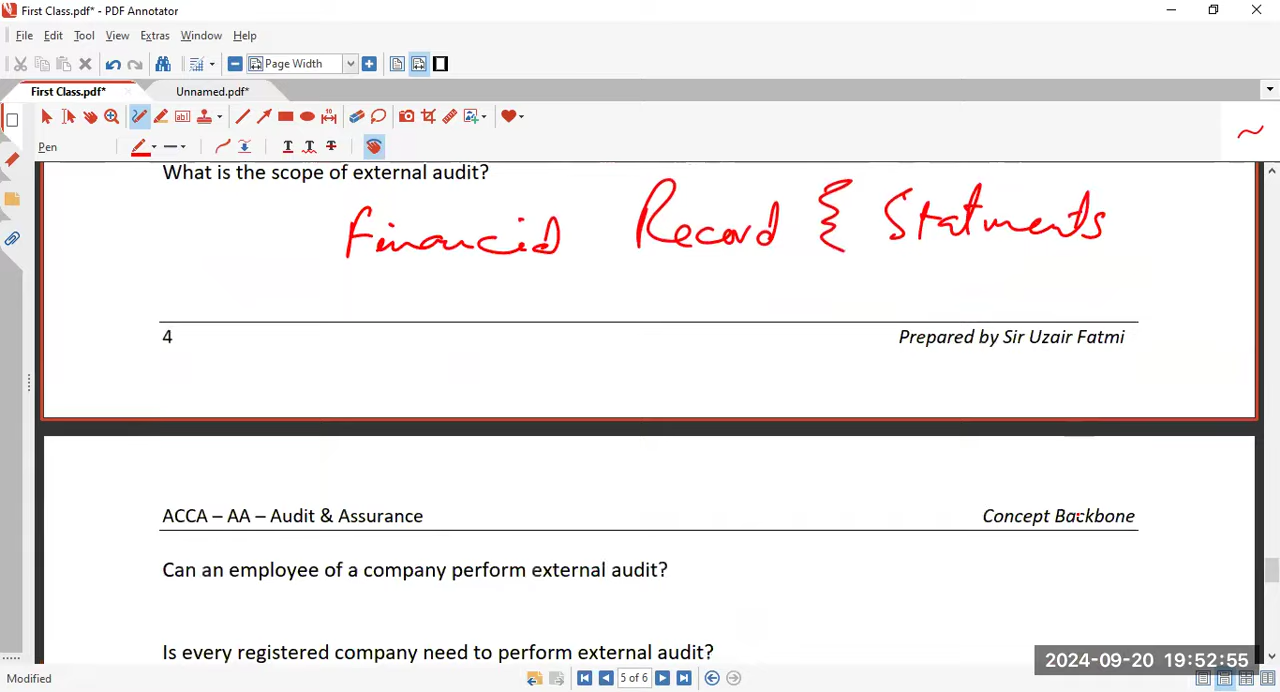 First Class.pdf* - PDF Annotator
File Edit Tool View Extras Window Help
Page Width
First Class.pdf* Unnamed.pdf*
Pen
What is the scope of external audit?
Financial Record & Statments
4 Prepared by Sir Uzair Fatmi
ACCA – AA – Audit & Assurance Concept Backbone
Can an employee of a company perform external audit?
Is every registered company need to perform external audit?
2024-09-20 19:52:55
Modified 5 of 6